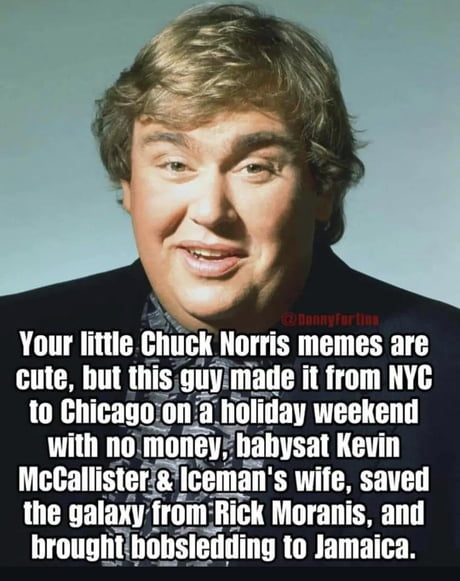 @DannyFortina
Your little Chuck Norris memes are
cute, but this guy made it from NYC
to Chicago on a holiday weekend
with no money, babysat Kevin
McCallister & Iceman's wife, saved
the galaxy from Rick Moranis, and
brought bobsledding to Jamaica.